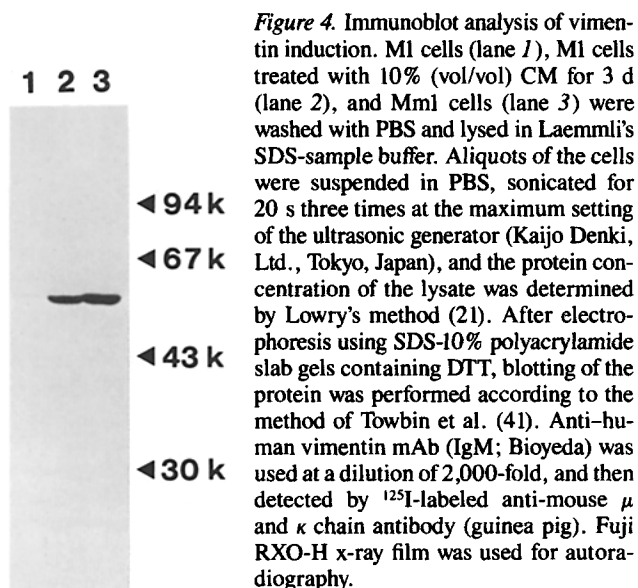 1 2 3
◄94k
◄67k
◄43k
◄30k
Figure 4. Immunoblot analysis of vimen-
tin induction. M1 cells (lane 1), M1 cells
treated with 10% (vol/vol) CM for 3 d
(lane 2), and Mm1 cells (lane 3) were
washed with PBS and lysed in Laemmli's
SDS-sample buffer. Aliquots of the cells
were suspended in PBS, sonicated for
20 s three times at the maximum setting
of the ultrasonic generator (Kaijo Denki,
Ltd., Tokyo, Japan), and the protein con-
centration of the lysate was determined
by Lowry's method (21). After electro-
phoresis using SDS-10% polyacrylamide
slab gels containing DTT, blotting of the
protein was performed according to the
method of Towbin et al. (41). Anti–hu-
man vimentin mAb (IgM; Bioyeda) was
used at a dilution of 2,000-fold, and then
detected by ¹²⁵I-labeled anti-mouse μ
and κ chain antibody (guinea pig). Fuji
RXO-H x-ray film was used for autora-
diography.